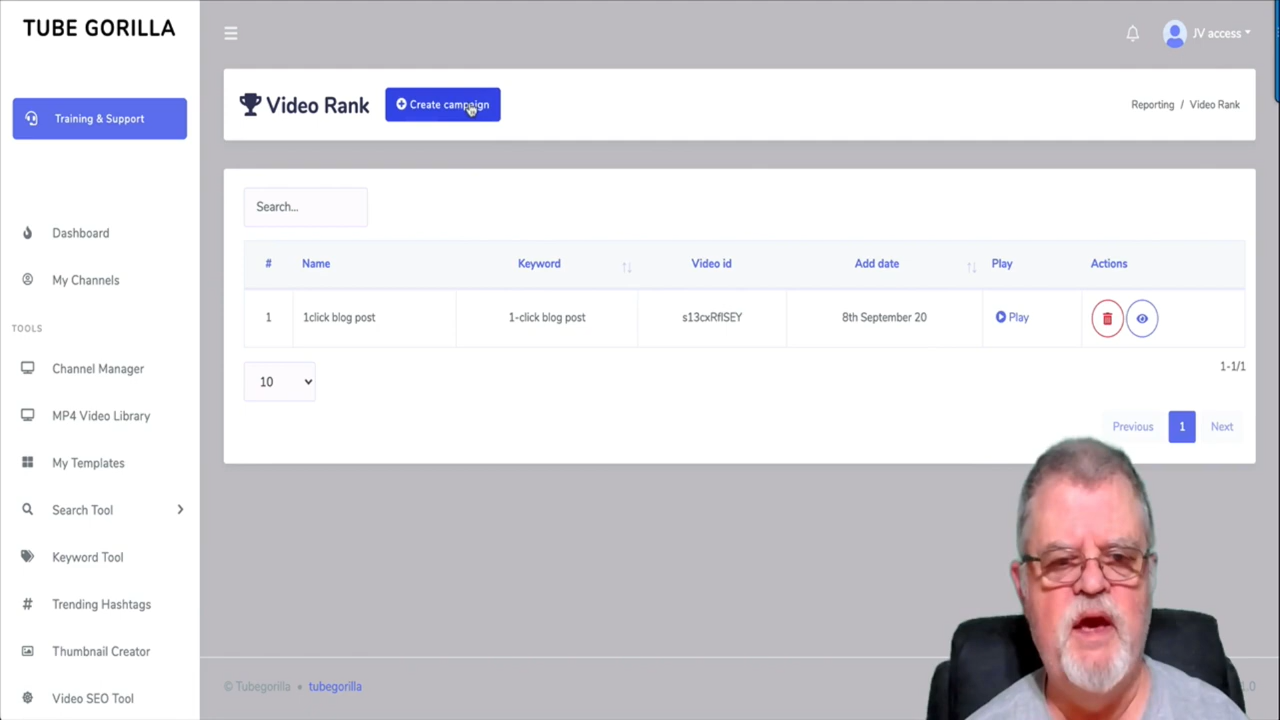 TUBE GORILLA
JV access
Training & Support
Video Rank
Create campaign
Reporting / Video Rank
Search...
Dashboard
My Channels
TOOLS
Channel Manager
MP4 Video Library
My Templates
Search Tool
Keyword Tool
# Trending Hashtags
Thumbnail Creator
Video SEO Tool
# Name Keyword Video id Add date Play Actions
1 1click blog post 1-click blog post s13cxRflSEY 8th September 20 Play
1-1/1
10
Previous 1 Next
© Tubegorilla • tubegorilla
1.0